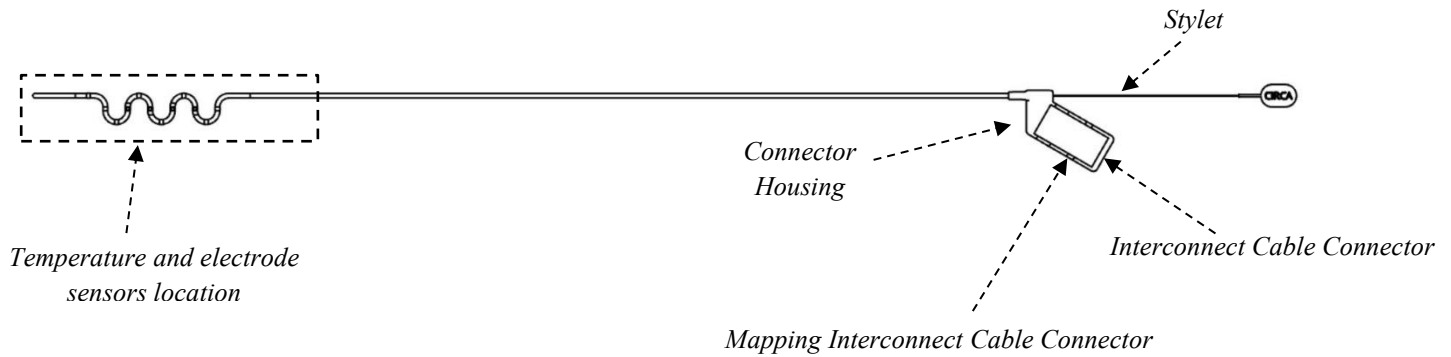 Stylet
CIRCA
Connector
Housing
Interconnect Cable Connector
Temperature and electrode
sensors location
Mapping Interconnect Cable Connector